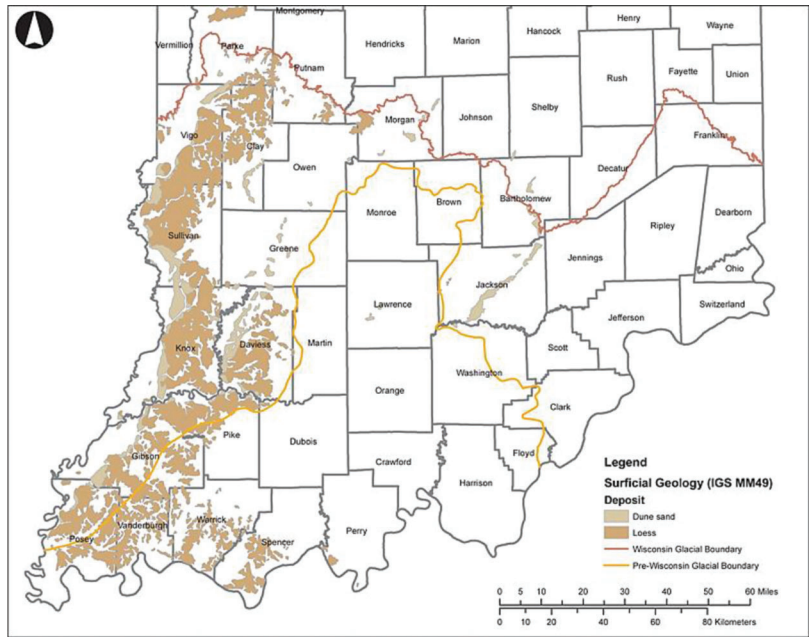 Montgomery
Henry
Wayne
Hancock
Vermillion
Parke
Hendricks
Marion
Putnam
Rush
Fayette
Union
Shelby
Morgan
Johnson
Vigo
Clay
Franklin
Owen
Decatur
Bartholomew
Monroe
Brown
Dearborn
Ripley
Sullivan
Greene
Jennings
Ohio
Jackson
Lawrence
Switzerland
Jefferson
Knox
Daviess
Martin
Scott
Washington
Orange
Clark
Pike
Dubois
Gibson
Floyd
Crawford
Harrison
Posey
Vanderburgh
Warrick
Spencer
Perry
Legend
Surficial Geology (IGS MM49)
Deposit
Dune sand
Loess
Wisconsin Glacial Boundary
Pre-Wisconsin Glacial Boundary
0 10 20 30 40 50 60 Miles
0 20 40 60 80 Kilometers